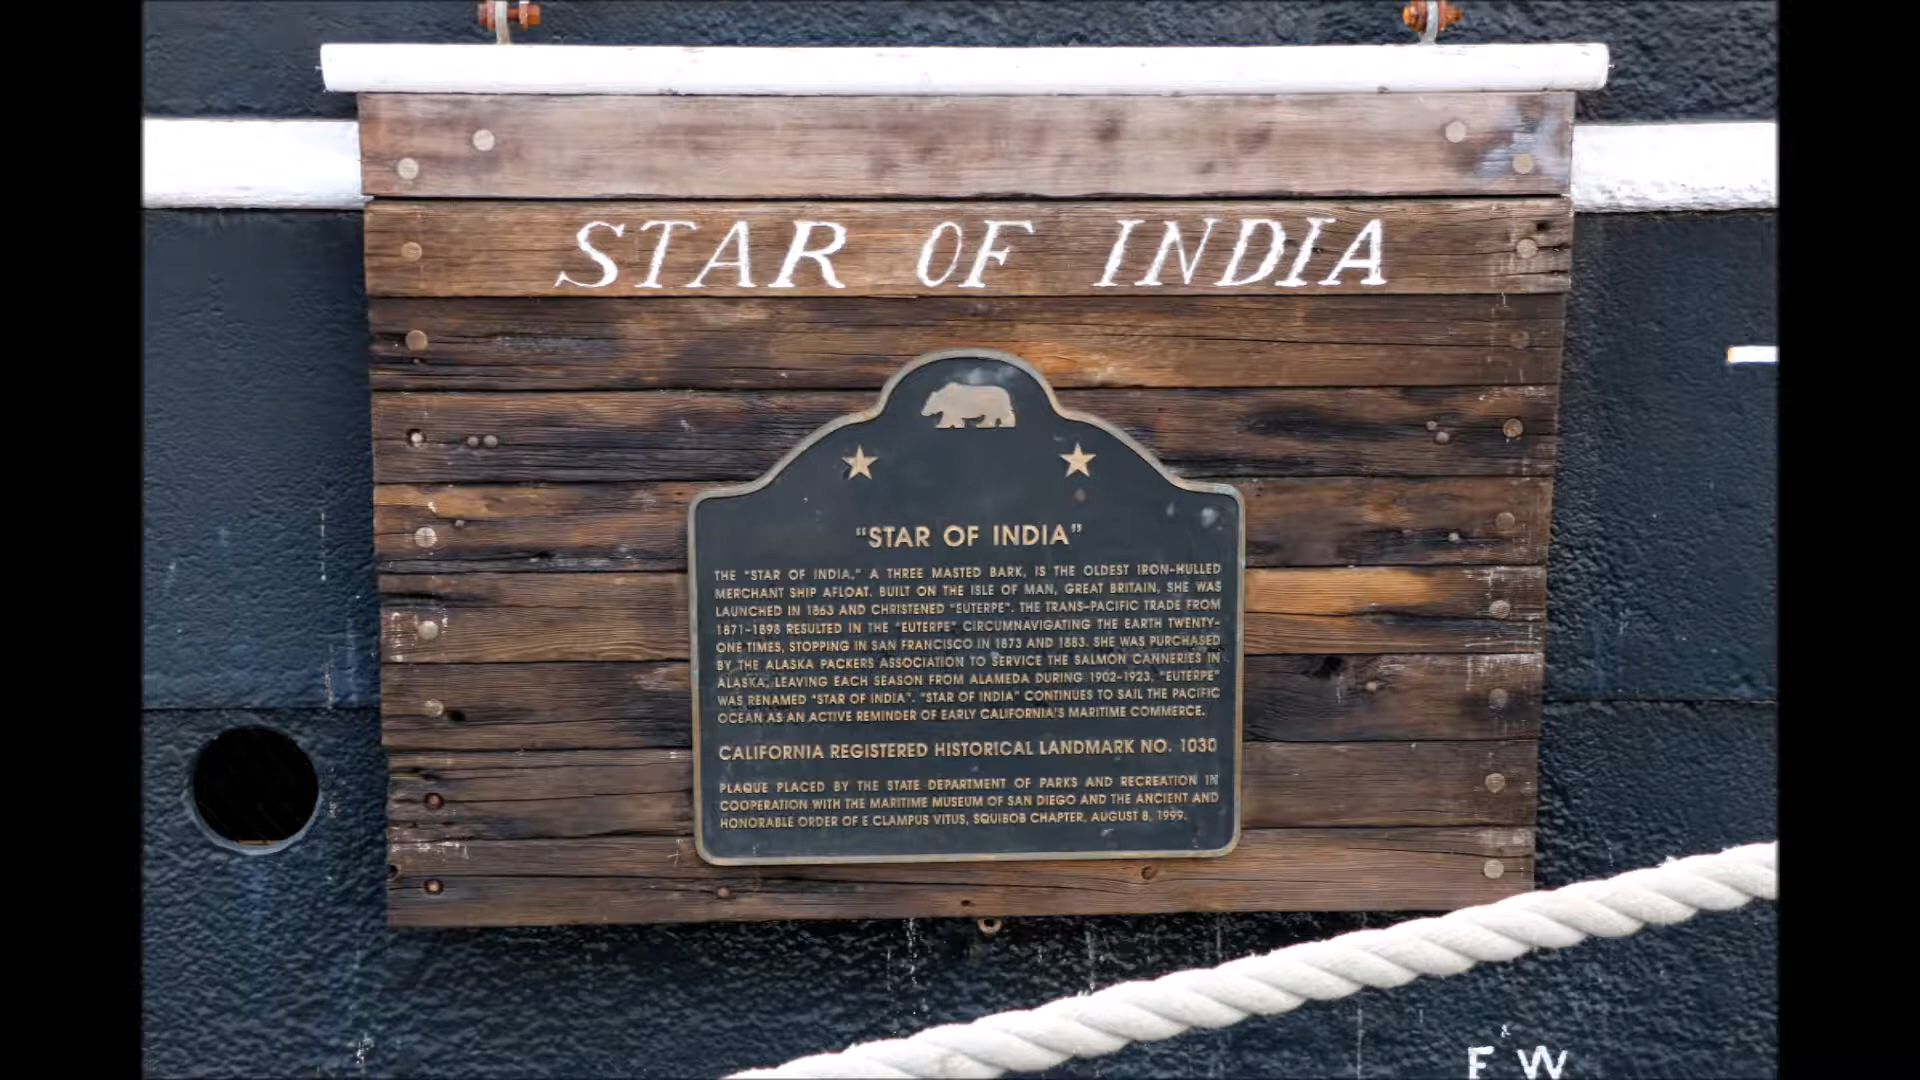 STAR OF INDIA
"STAR OF INDIA"
THE "STAR OF INDIA," A THREE MASTED BARK, IS THE OLDEST IRON-HULLED
MERCHANT SHIP AFLOAT. BUILT ON THE ISLE OF MAN, GREAT BRITAIN, SHE WAS
LAUNCHED IN 1863 AND CHRISTENED "EUTERPE". THE TRANS-PACIFIC TRADE FROM
1871-1898 RESULTED IN THE "EUTERPE" CIRCUMNAVIGATING THE EARTH TWENTY-
ONE TIMES, STOPPING IN SAN FRANCISCO IN 1873 AND 1883. SHE WAS PURCHASED
BY THE ALASKA PACKERS ASSOCIATION TO SERVICE THE SALMON CANNERIES IN
ALASKA, LEAVING EACH SEASON FROM ALAMEDA DURING 1902-1923. "EUTERPE"
WAS RENAMED "STAR OF INDIA". "STAR OF INDIA" CONTINUES TO SAIL THE PACIFIC
OCEAN AS AN ACTIVE REMINDER OF EARLY CALIFORNIA'S MARITIME COMMERCE.
CALIFORNIA REGISTERED HISTORICAL LANDMARK NO. 1030
PLAQUE PLACED BY THE STATE DEPARTMENT OF PARKS AND RECREATION IN
COOPERATION WITH THE MARITIME MUSEUM OF SAN DIEGO AND THE ANCIENT AND
HONORABLE ORDER OF E CLAMPUS VITUS, SQUIBOB CHAPTER, AUGUST 8, 1999.
F W